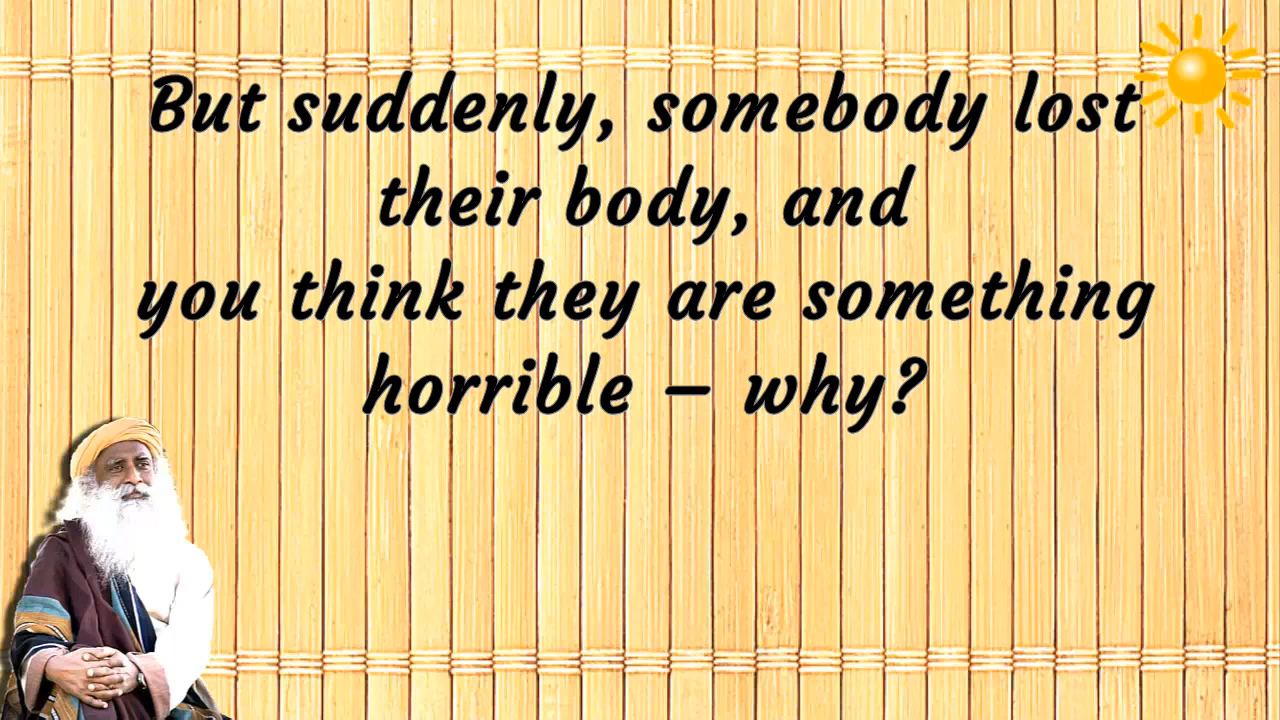 But suddenly, somebody lost
their body, and
you think they are something
horrible – why?